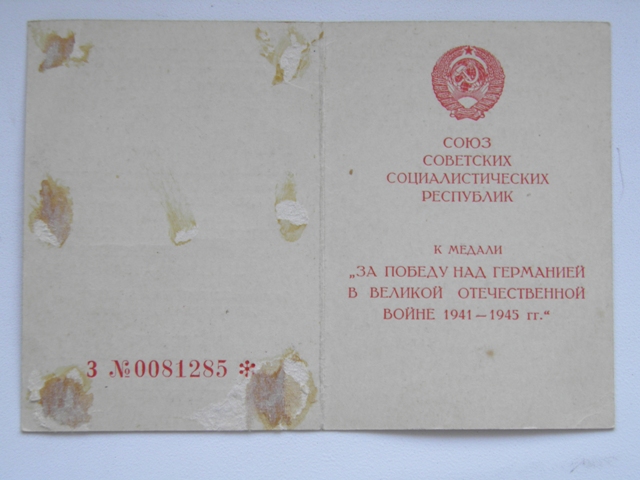 З №0081285 *
СОЮЗ
СОВЕТСКИХ
СОЦИАЛИСТИЧЕСКИХ
РЕСПУБЛИК
К МЕДАЛИ
„ЗА ПОБЕДУ НАД ГЕРМАНИЕЙ
В ВЕЛИКОЙ ОТЕЧЕСТВЕННОЙ
ВОЙНЕ 1941—1945 гг.“